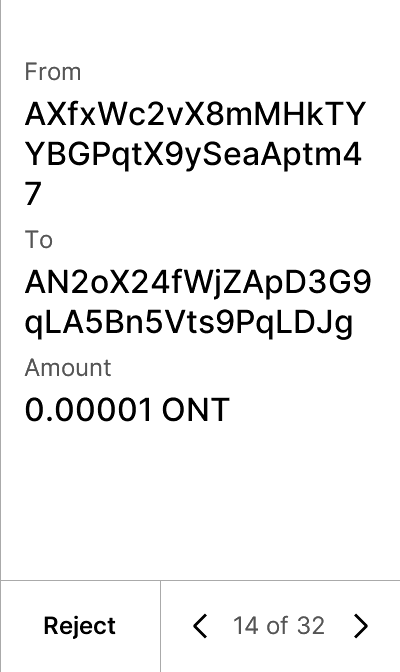 From
AXfxWc2vX8mMHkTY
YBGPqtX9ySeaAptm4
7
To
AN2oX24fWjZApD3G9
qLA5Bn5Vts9PqLDJg
Amount
0.00001 ONT
Reject
14 of 32